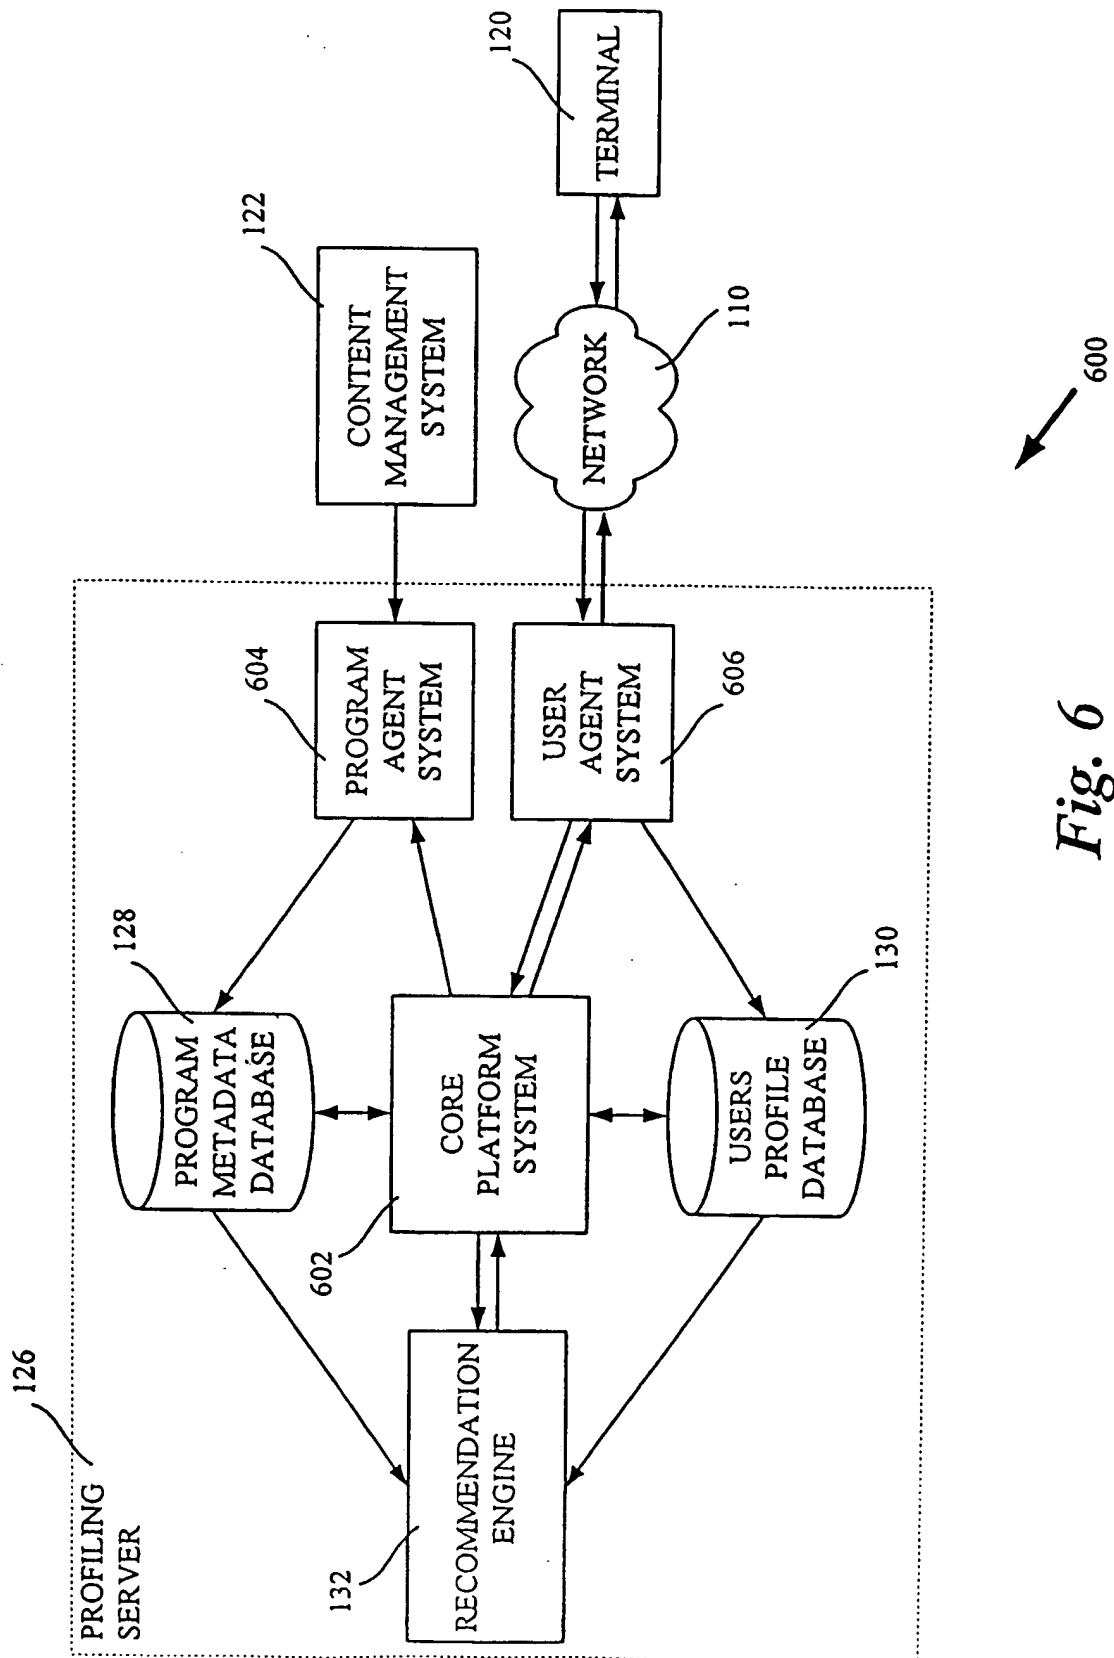 PROFILING
SERVER
126
PROGRAM
METADATA
DATABASE
128
604
PROGRAM
AGENT
SYSTEM
122
CONTENT
MANAGEMENT
SYSTEM
132
RECOMMENDATION
ENGINE
602
CORE
PLATFORM
SYSTEM
USER
AGENT
SYSTEM
606
NETWORK
110
120
TERMINAL
USERS
PROFILE
DATABASE
130
600
Fig. 6